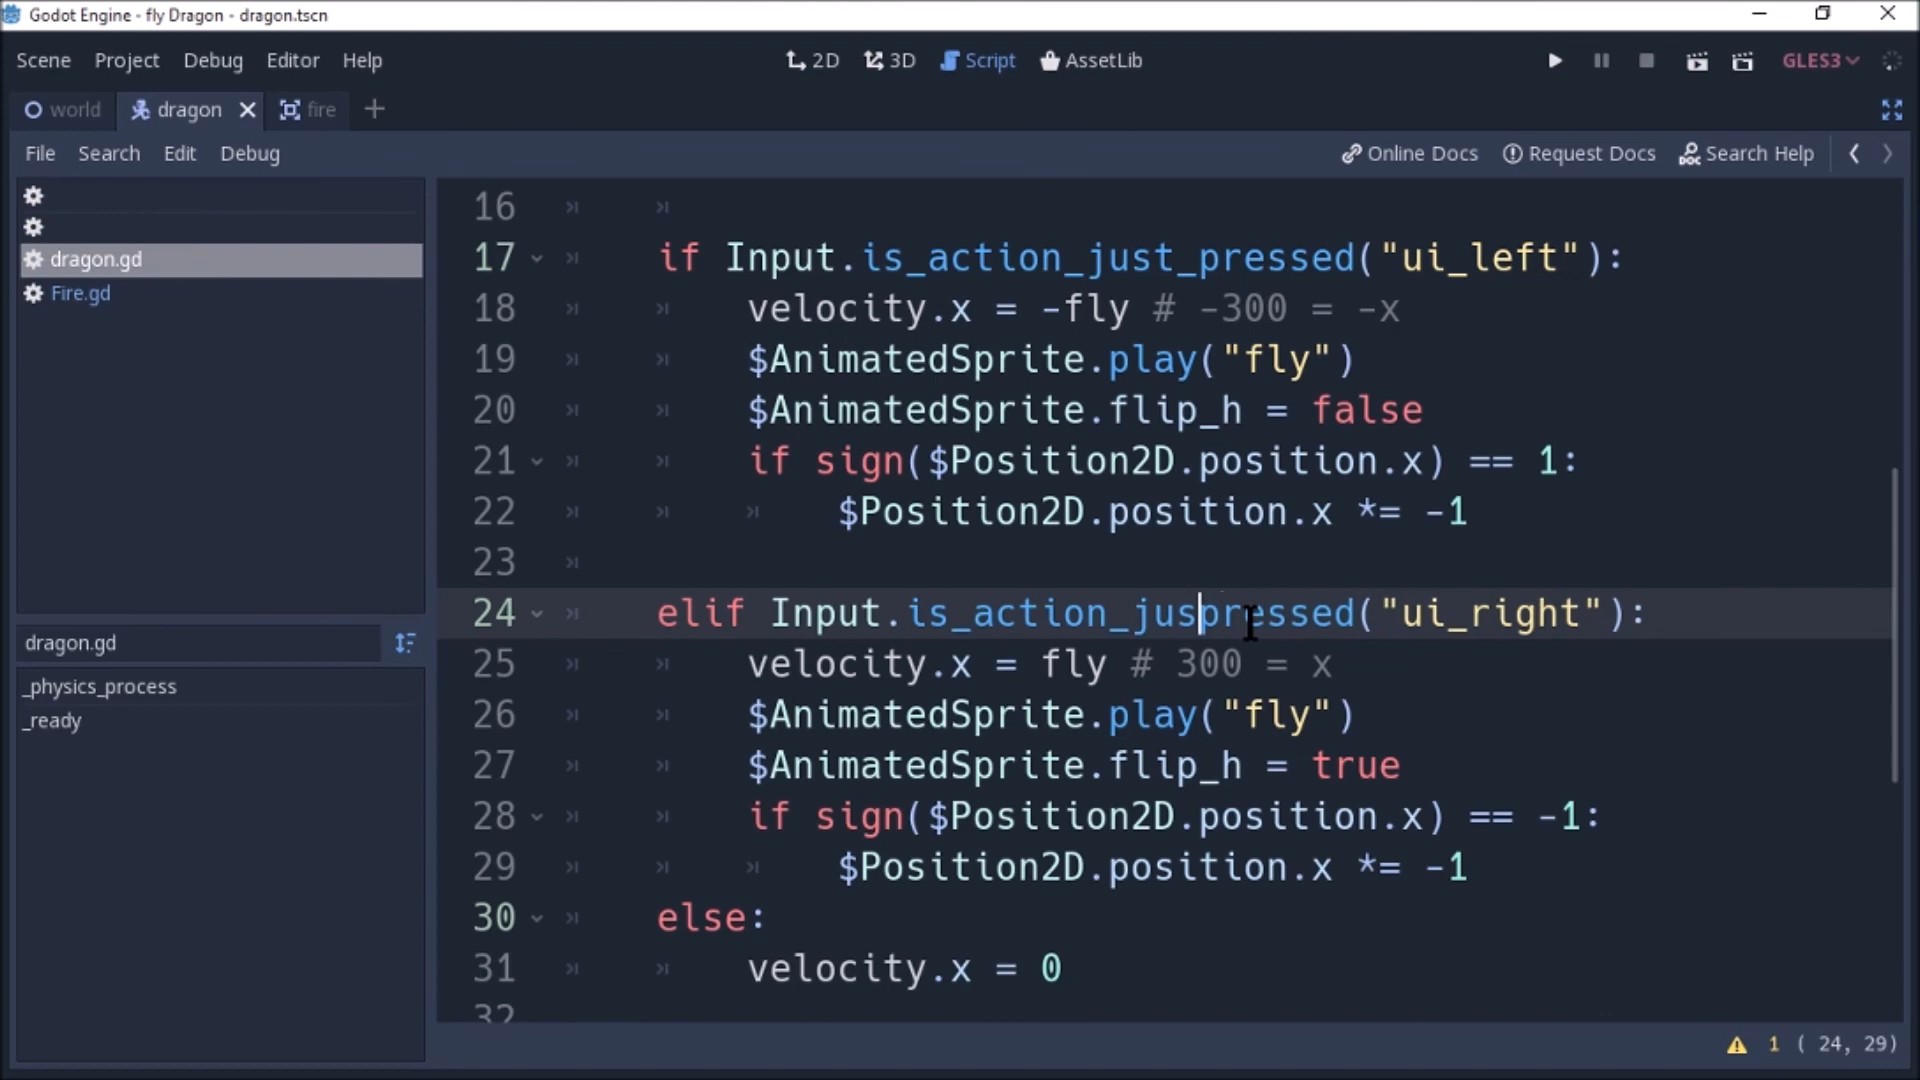 Godot Engine - fly Dragon - dragon.tscn
Scene Project Debug Editor Help 2D 3D Script AssetLib GLES3
world dragon fire
File Search Edit Debug Online Docs Request Docs Search Help
dragon.gd
Fire.gd
dragon.gd
_physics_process
_ready
16
17 if Input.is_action_just_pressed("ui_left"):
18 velocity.x = -fly # -300 = -x
19 $AnimatedSprite.play("fly")
20 $AnimatedSprite.flip_h = false
21 if sign($Position2D.position.x) == 1:
22 $Position2D.position.x *= -1
23
24 elif Input.is_action_juspressed("ui_right"):
25 velocity.x = fly # 300 = x
26 $AnimatedSprite.play("fly")
27 $AnimatedSprite.flip_h = true
28 if sign($Position2D.position.x) == -1:
29 $Position2D.position.x *= -1
30 else:
31 velocity.x = 0
32
1 ( 24, 29)